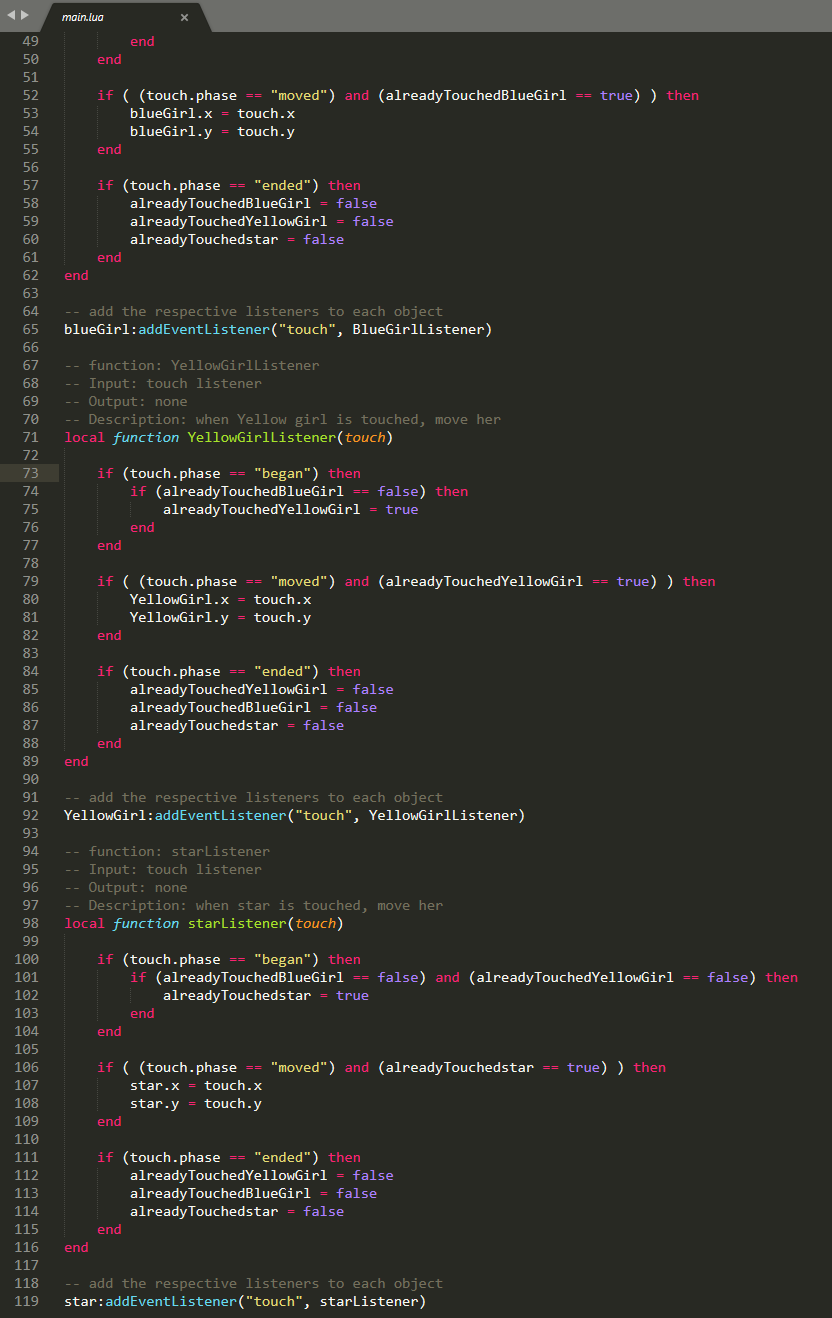 main.lua ×
49 end
50 end
51
52 if ( (touch.phase == "moved") and (alreadyTouchedBlueGirl == true) ) then
53 blueGirl.x = touch.x
54 blueGirl.y = touch.y
55 end
56
57 if (touch.phase == "ended") then
58 alreadyTouchedBlueGirl = false
59 alreadyTouchedYellowGirl = false
60 alreadyTouchedstar = false
61 end
62 end
63
64 -- add the respective listeners to each object
65 blueGirl:addEventListener("touch", BlueGirlListener)
66
67 -- function: YellowGirlListener
68 -- Input: touch listener
69 -- Output: none
70 -- Description: when Yellow girl is touched, move her
71 local function YellowGirlListener(touch)
72
73 if (touch.phase == "began") then
74 if (alreadyTouchedBlueGirl == false) then
75 alreadyTouchedYellowGirl = true
76 end
77 end
78
79 if ( (touch.phase == "moved") and (alreadyTouchedYellowGirl == true) ) then
80 YellowGirl.x = touch.x
81 YellowGirl.y = touch.y
82 end
83
84 if (touch.phase == "ended") then
85 alreadyTouchedYellowGirl = false
86 alreadyTouchedBlueGirl = false
87 alreadyTouchedstar = false
88 end
89 end
90
91 -- add the respective listeners to each object
92 YellowGirl:addEventListener("touch", YellowGirlListener)
93
94 -- function: starListener
95 -- Input: touch listener
96 -- Output: none
97 -- Description: when star is touched, move her
98 local function starListener(touch)
99
100 if (touch.phase == "began") then
101 if (alreadyTouchedBlueGirl == false) and (alreadyTouchedYellowGirl == false) then
102 alreadyTouchedstar = true
103 end
104 end
105
106 if ( (touch.phase == "moved") and (alreadyTouchedstar == true) ) then
107 star.x = touch.x
108 star.y = touch.y
109 end
110
111 if (touch.phase == "ended") then
112 alreadyTouchedYellowGirl = false
113 alreadyTouchedBlueGirl = false
114 alreadyTouchedstar = false
115 end
116 end
117
118 -- add the respective listeners to each object
119 star:addEventListener("touch", starListener)